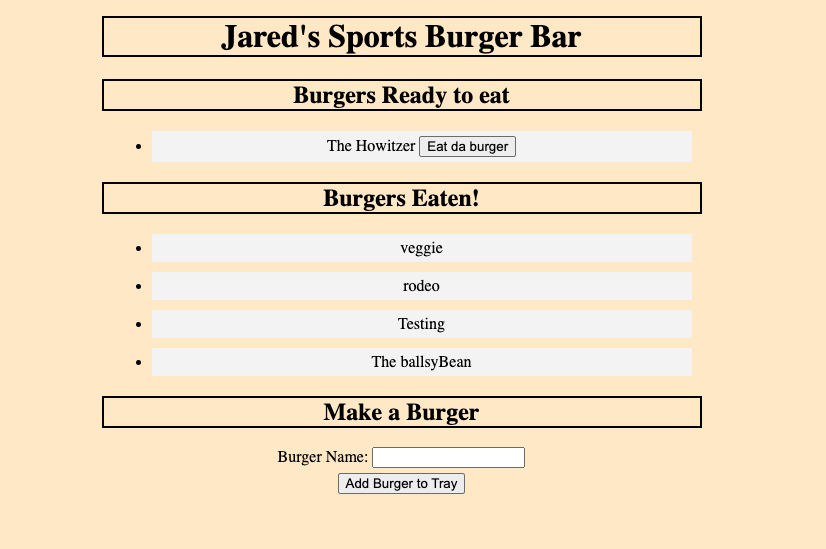 Jared's Sports Burger Bar
Burgers Ready to eat
The Howitzer Eat da burger
Burgers Eaten!
veggie
rodeo
Testing
The ballsyBean
Make a Burger
Burger Name:
Add Burger to Tray